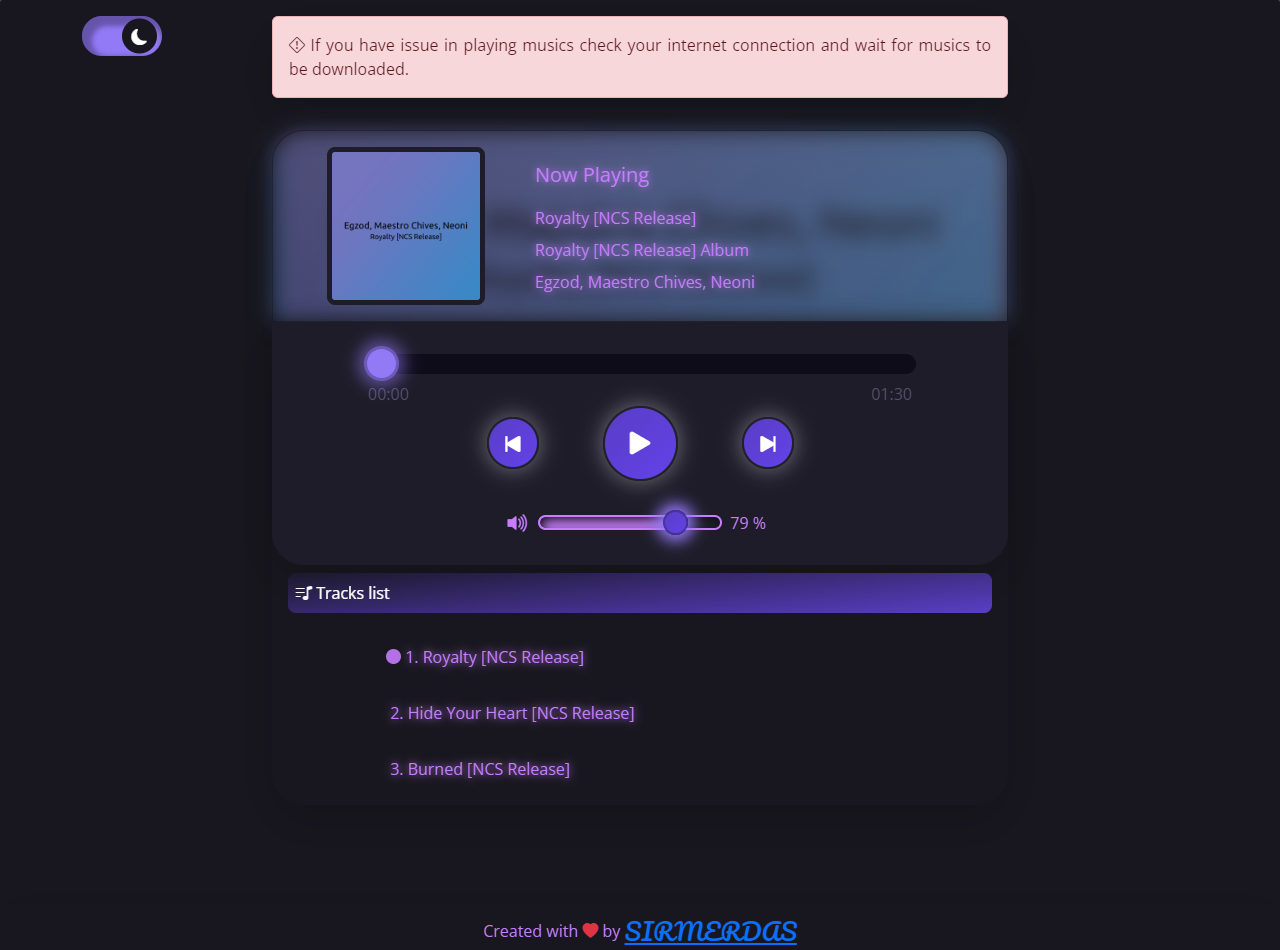 If you have issue in playing musics check your internet connection and wait for musics to
be downloaded.
Egzod, Maestro Chives, Neoni
Royalty [NCS Release]
Now Playing
Royalty [NCS Release]
Royalty [NCS Release] Album
Egzod, Maestro Chives, Neoni
00:00
01:30
79 %
Tracks list
1. Royalty [NCS Release]
2. Hide Your Heart [NCS Release]
3. Burned [NCS Release]
Created with by SIRMERDAS